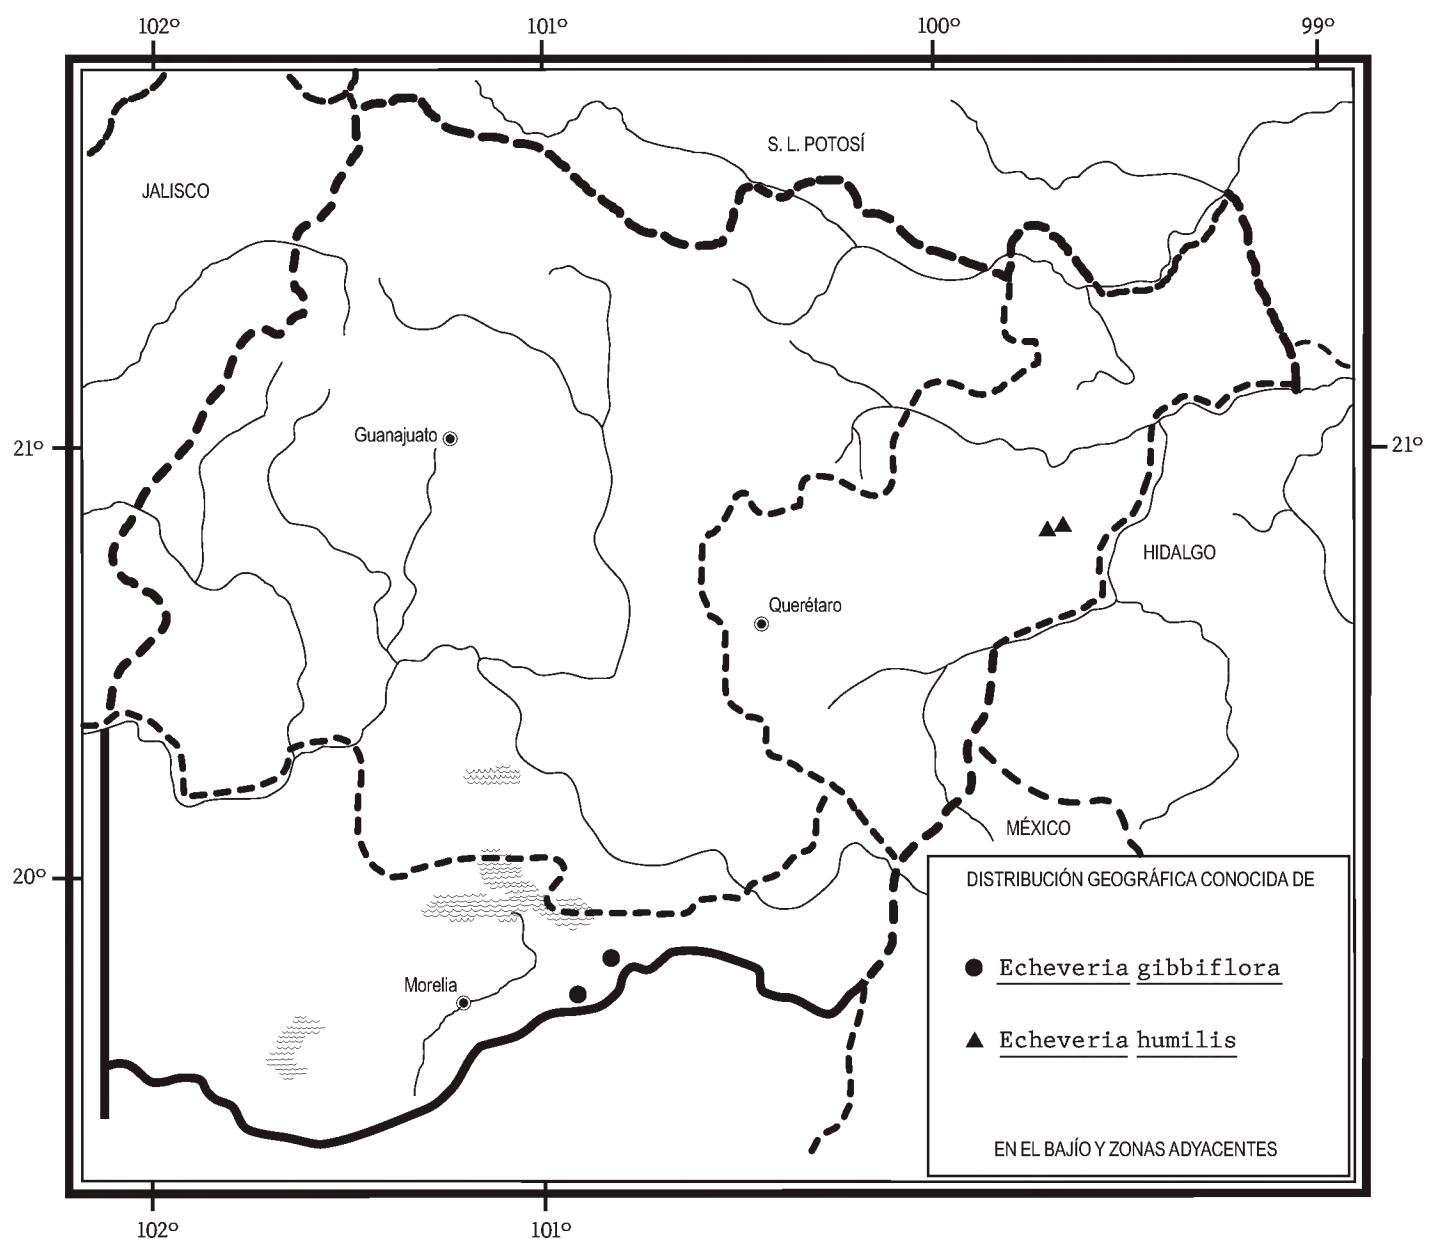 102° 101° 100° 99°
S. L. POTOSÍ
JALISCO
Guanajuato
21° 21°
HIDALGO
Querétaro
MÉXICO
20°
DISTRIBUCIÓN GEOGRÁFICA CONOCIDA DE
Echeveria gibbiflora
Morelia
Echeveria humilis
EN EL BAJÍO Y ZONAS ADYACENTES
102° 101°